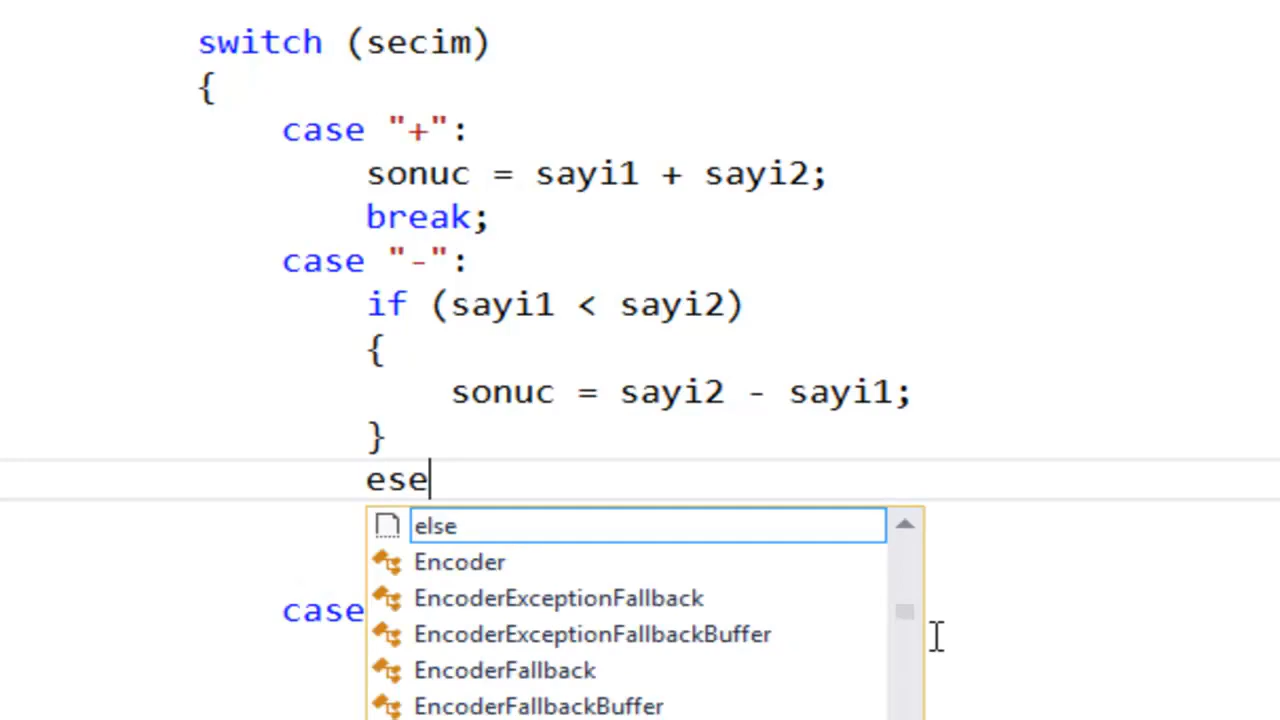 switch (secim)
{
case "+":
sonuc = sayi1 + sayi2;
break;
case "-":
if (sayi1 < sayi2)
{
sonuc = sayi2 - sayi1;
}
ese
else
Encoder
EncoderExceptionFallback
case
EncoderExceptionFallbackBuffer
EncoderFallback
EncoderFallbackBuffer